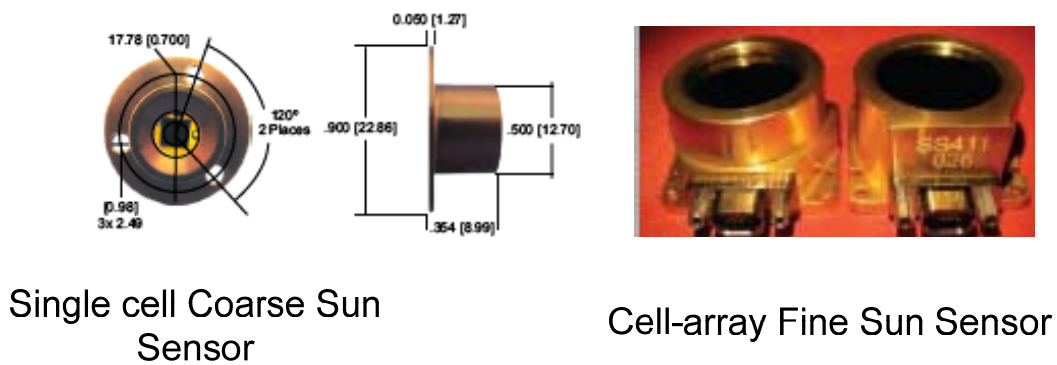 0.050 [1.27]
17.78 [0.700]
120°
2 Places
.900 [22.86]
.500 [12.70]
[0.98]
3x 2.49
.354 [8.99]
SS411
026
Single cell Coarse Sun
Sensor
Cell-array Fine Sun Sensor